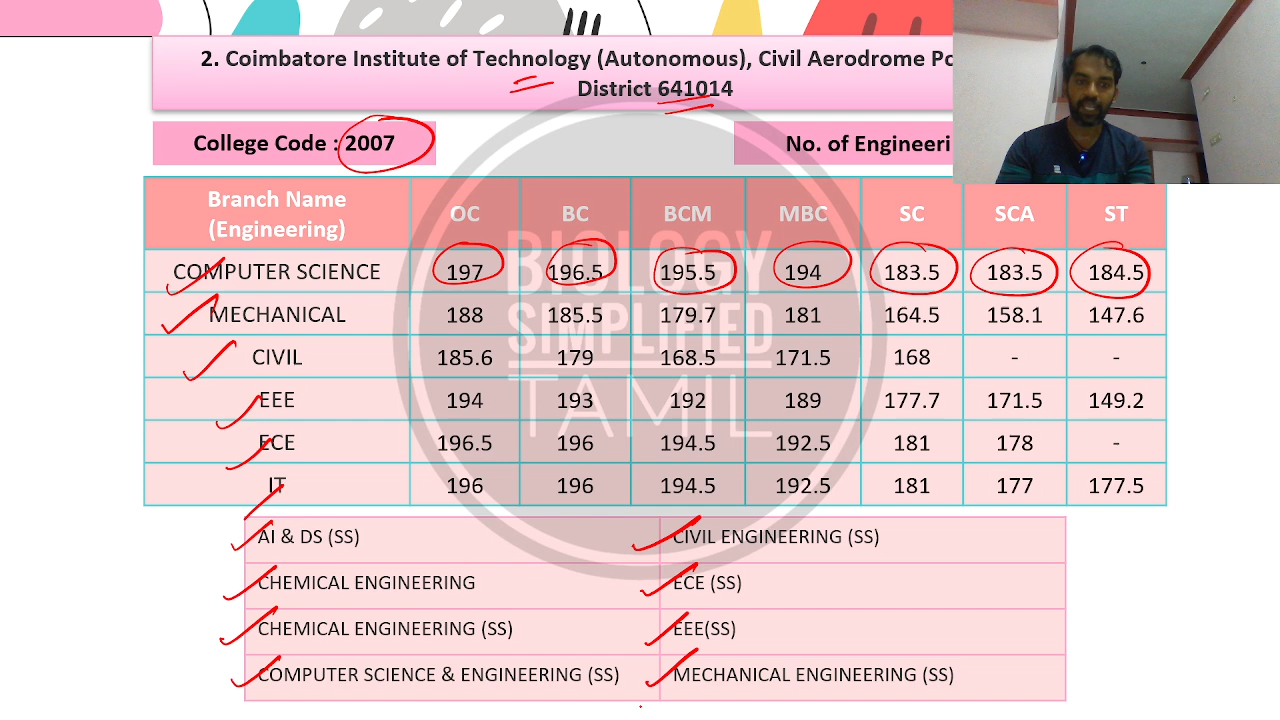 2. Coimbatore Institute of Technology (Autonomous), Civil Aerodrome
District 641014
College Code : 2007
No. of
Branch Name (Engineering) OC BC BCM MBC SC SCA ST
COMPUTER SCIENCE 197 196.5 195.5 194 183.5 183.5 184.5
MECHANICAL 188 185.5 179.7 181 164.5 158.1 147.6
CIVIL 185.6 179 168.5 171.5 168 - -
EEE 194 193 192 189 177.7 171.5 149.2
ECE 196.5 196 194.5 192.5 181 178 -
IT 196 196 194.5 192.5 181 177 177.5
BIOLOGY
SIMPLIFIED
TAMIL
AI & DS (SS) CIVIL ENGINEERING (SS)
CHEMICAL ENGINEERING ECE (SS)
CHEMICAL ENGINEERING (SS) EEE(SS)
COMPUTER SCIENCE & ENGINEERING (SS) MECHANICAL ENGINEERING (SS)